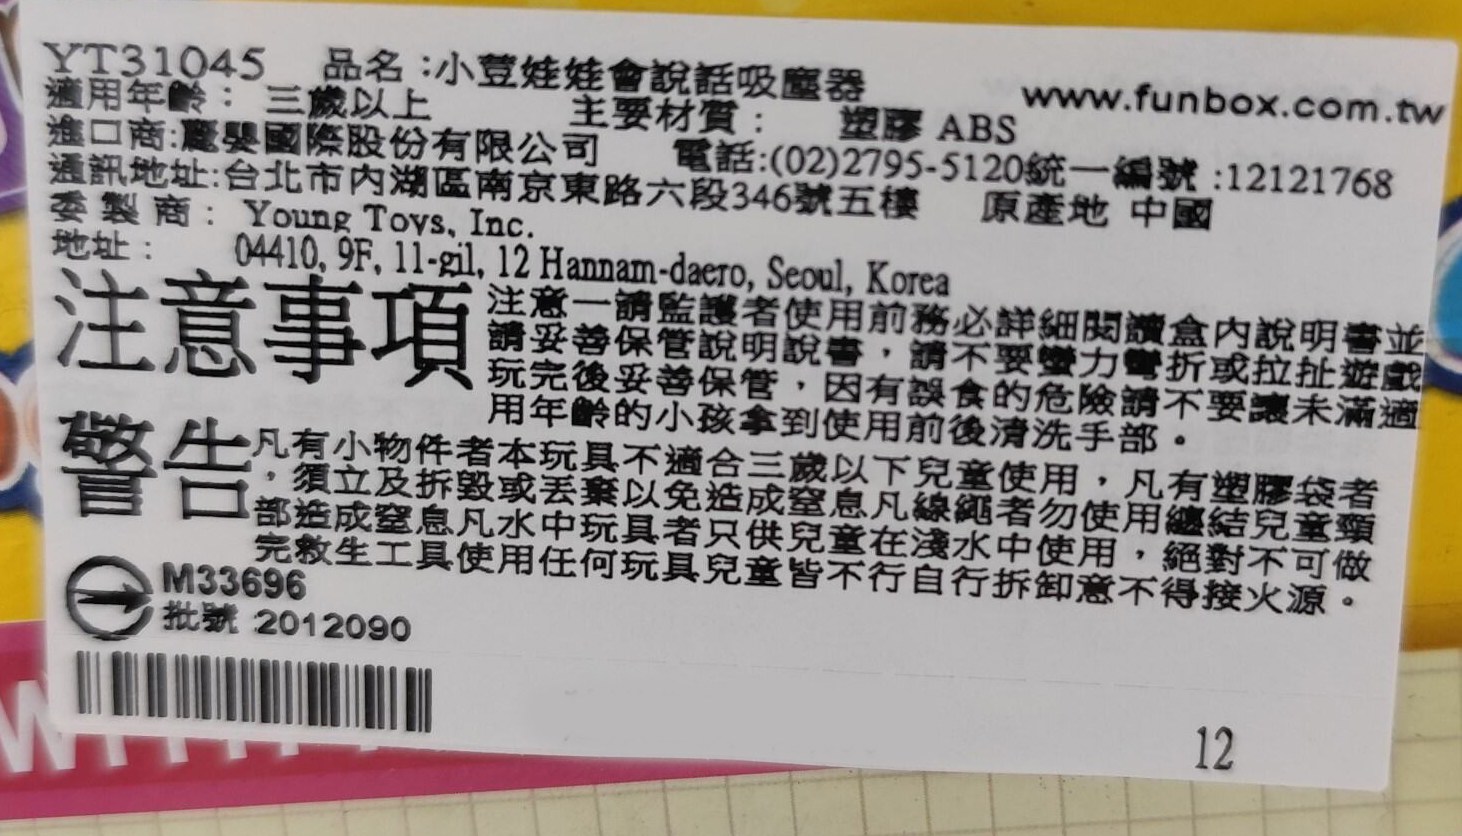 YT31045 品名:小荳娃娃會說話吸塵器
www.funbox.com.tw
適用年齡: 三歲以上 主要材質: 塑膠 ABS
進口商:麗嬰國際股份有限公司 電話:(02)2795-5120統一編號:12121768
通訊地址:台北市內湖區南京東路六段346號五樓 原產地 中國
委製商: Young Toys, Inc.
地址: 04410, 9F, 11-gil, 12 Hannam-daero, Seoul, Korea
注意事項
注意一請監護者使用前務必詳細閱讀盒內說明書並
請妥善保管說明說書,請不要蠻力彎折或拉扯遊戲
玩完後妥善保管,因有誤食的危險請不要讓未滿適
用年齡的小孩拿到使用前後清洗手部。
警告
凡有小物件者本玩具不適合三歲以下兒童使用,凡有塑膠袋者
,須立及拆毀或丟棄以免造成窒息凡線繩者勿使用纏結兒童頸
部造成窒息凡水中玩具者只供兒童在淺水中使用,絕對不可做
完救生工具使用任何玩具兒童皆不行自行拆卸意不得接火源。
M33696
批號:2012090
12